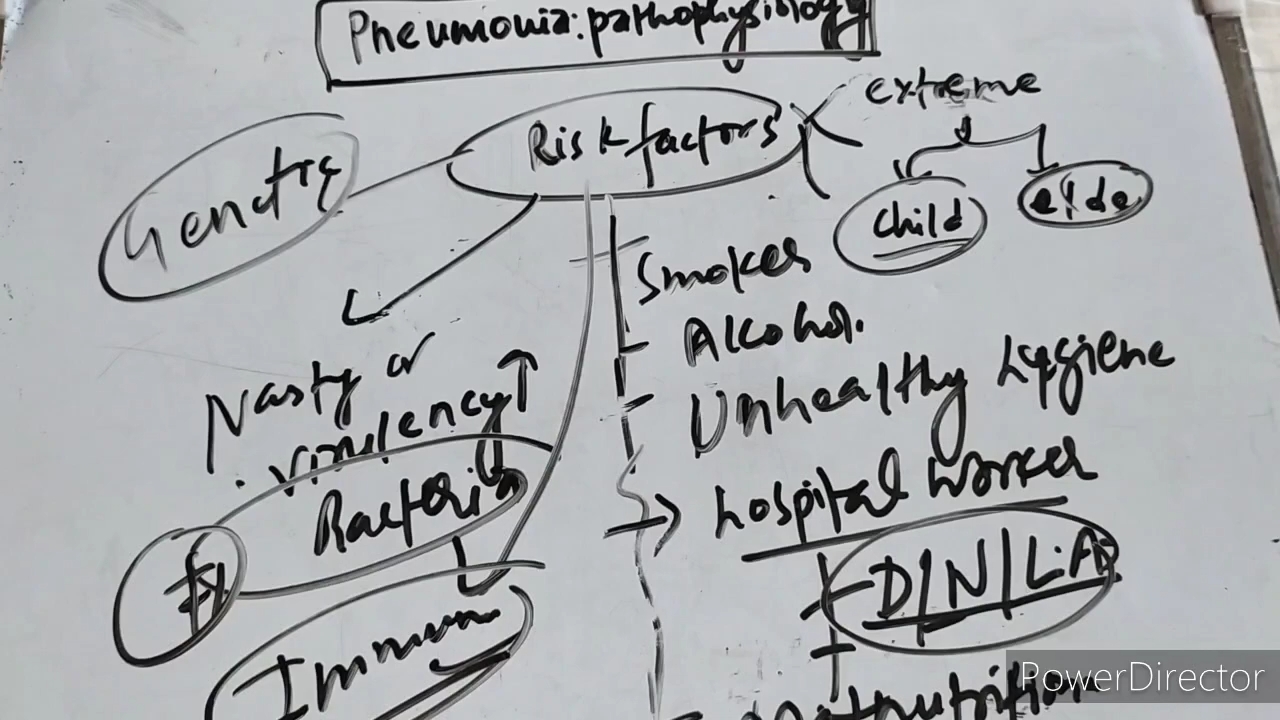 Pneumonia: pathophysiology
extreme
Risk factors
Genetic
child
elde
Smokes
Alcohol.
Nasty or
virulency↑
Unhealthy hygiene
Bacteria
hospital worker
D/N/L.A
Immun
malnutrition
PowerDirector